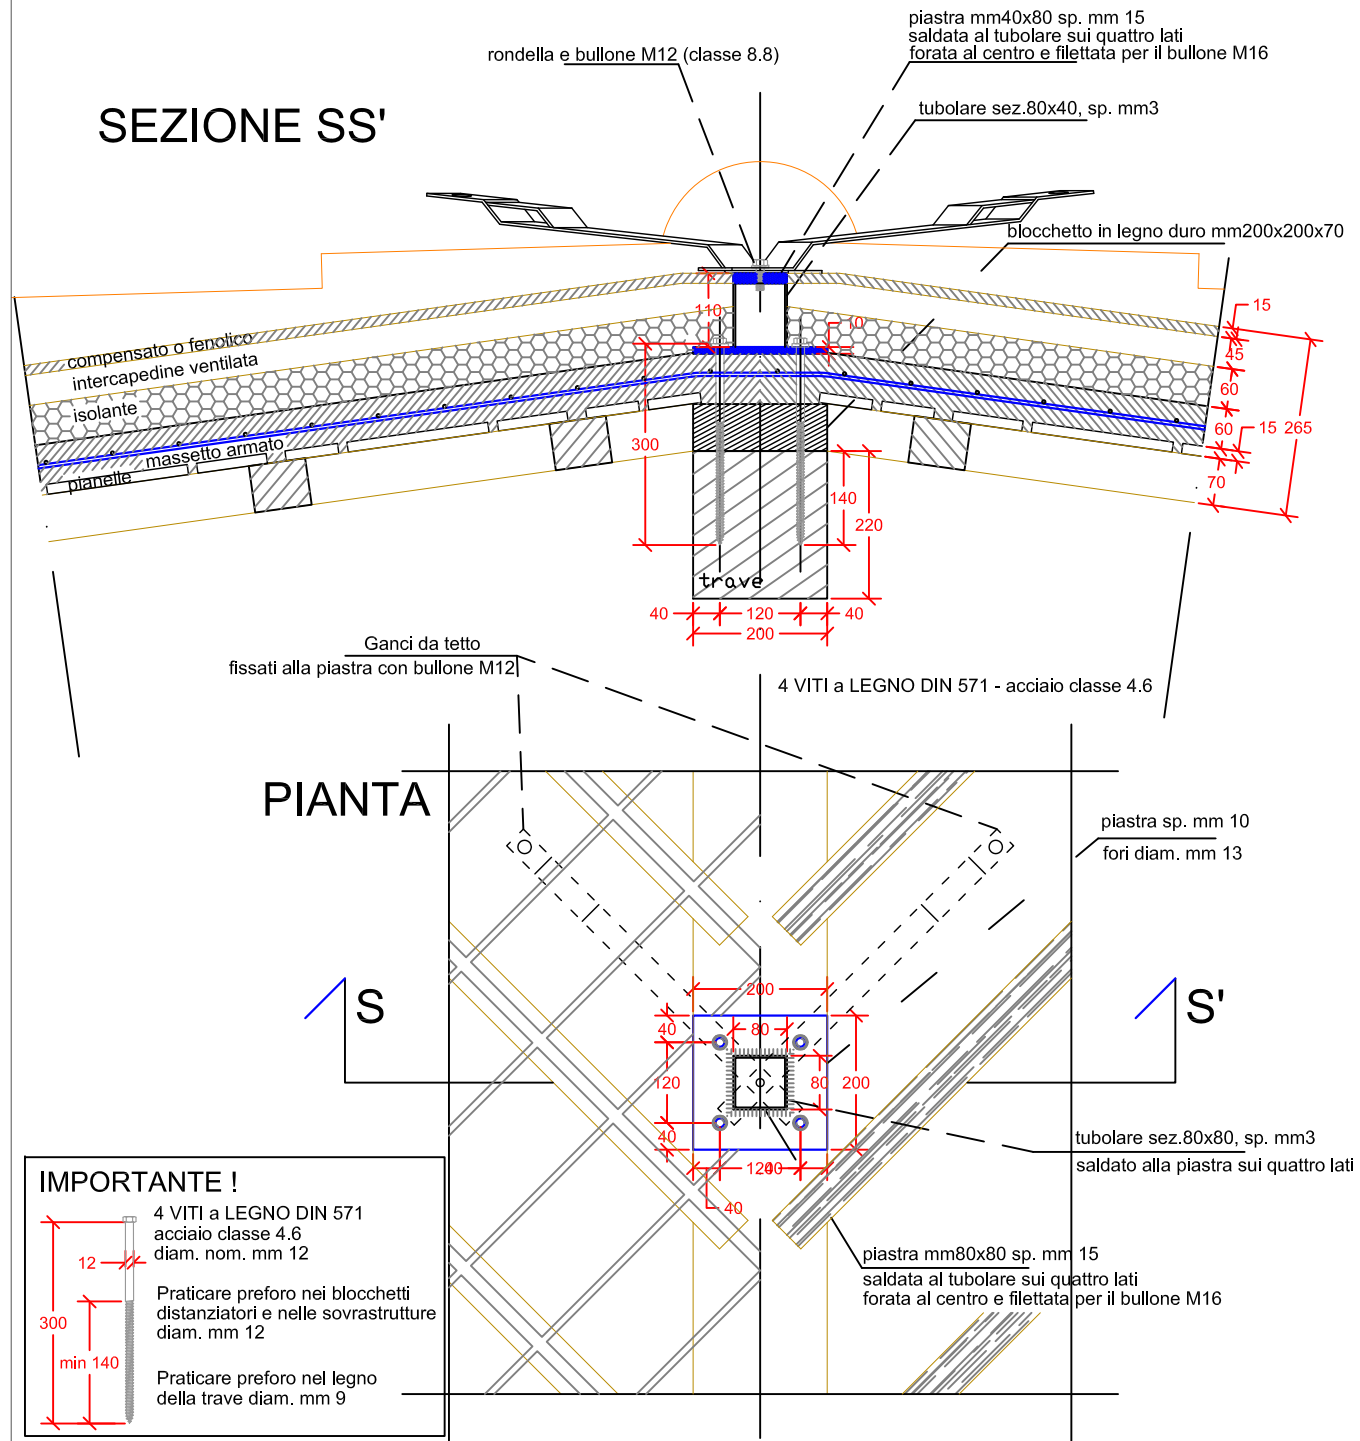 piastra mm40x80 sp. mm 15
saldata al tubolare sui quattro lati
forata al centro e filettata per il bullone M16
rondella e bullone M12 (classe 8.8)
tubolare sez.80x40, sp. mm3
SEZIONE SS'
blocchetto in legno duro mm200x200x70
compensato o fenolico
intercapedine ventilata
isolante
massetto armato
pianelle
110
10
300
140
220
15
45
60
60
15
265
70
trave
40
120
40
200
Ganci da tetto
fissati alla piastra con bullone M12
4 VITI a LEGNO DIN 571 - acciaio classe 4.6
PIANTA
piastra sp. mm 10
fori diam. mm 13
S
S'
200
40
80
120
80
200
40
120
40
40
tubolare sez.80x80, sp. mm3
saldato alla piastra sui quattro lati
piastra mm80x80 sp. mm 15
saldata al tubolare sui quattro lati
forata al centro e filettata per il bullone M16
IMPORTANTE !
4 VITI a LEGNO DIN 571
acciaio classe 4.6
diam. nom. mm 12
12
Praticare preforo nei blocchetti
distanziatori e nelle sovrastrutture
diam. mm 12
300
min 140
Praticare preforo nel legno
della trave diam. mm 9